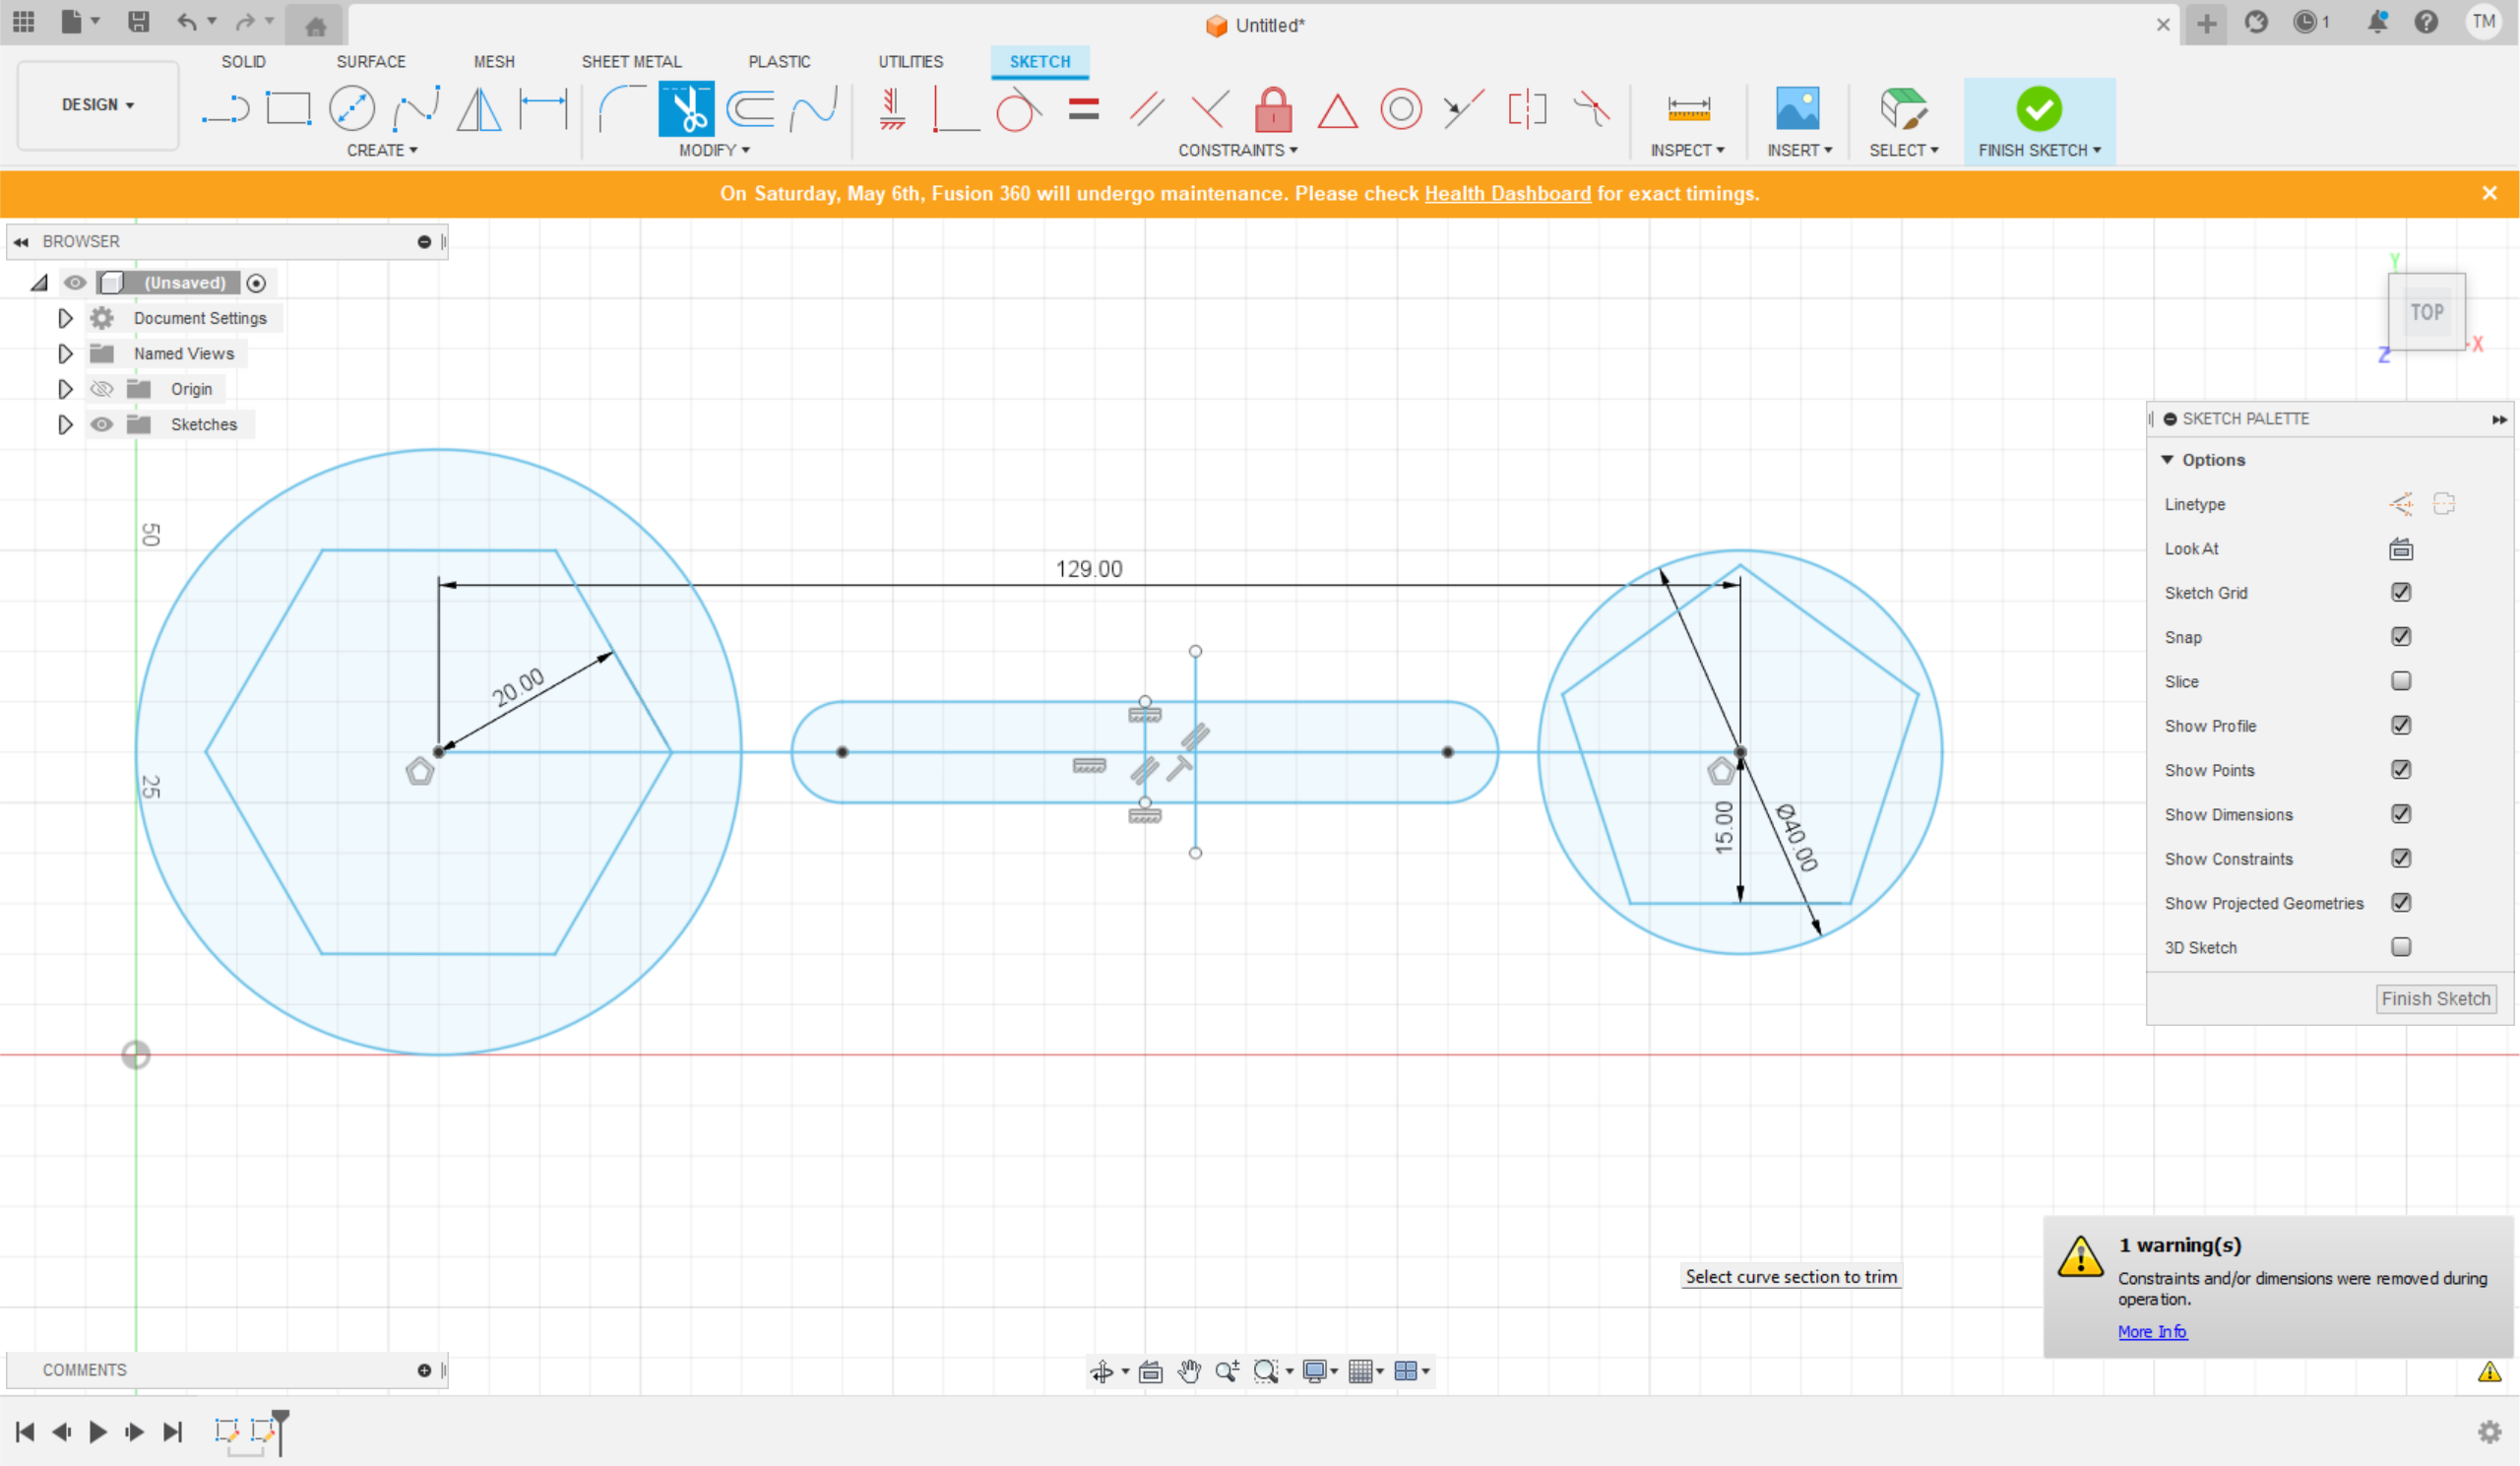 Untitled*
1
TM
DESIGN
SOLID
SURFACE
MESH
SHEET METAL
PLASTIC
UTILITIES
SKETCH
CREATE
MODIFY
CONSTRAINTS
INSPECT
INSERT
SELECT
FINISH SKETCH
On Saturday, May 6th, Fusion 360 will undergo maintenance. Please check Health Dashboard for exact timings.
BROWSER
(Unsaved)
Document Settings
Named Views
Origin
Sketches
Y
TOP
X
Z
SKETCH PALETTE
Options
Linetype
Look At
Sketch Grid
Snap
Slice
Show Profile
Show Points
Show Dimensions
Show Constraints
Show Projected Geometries
3D Sketch
Finish Sketch
50
129.00
20.00
25
15.00
Ø40.00
Select curve section to trim
1 warning(s)
Constraints and/or dimensions were removed during
operation.
More Info
COMMENTS